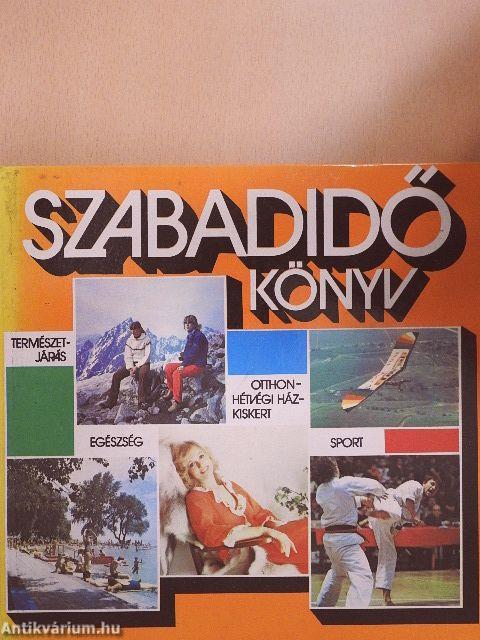 SZABADIDŐ
KÖNYV
TERMÉSZET-
JÁRÁS
OTTHON-
HÉTVÉGI HÁZ-
KISKERT
EGÉSZSÉG
SPORT
Antikvárium.hu